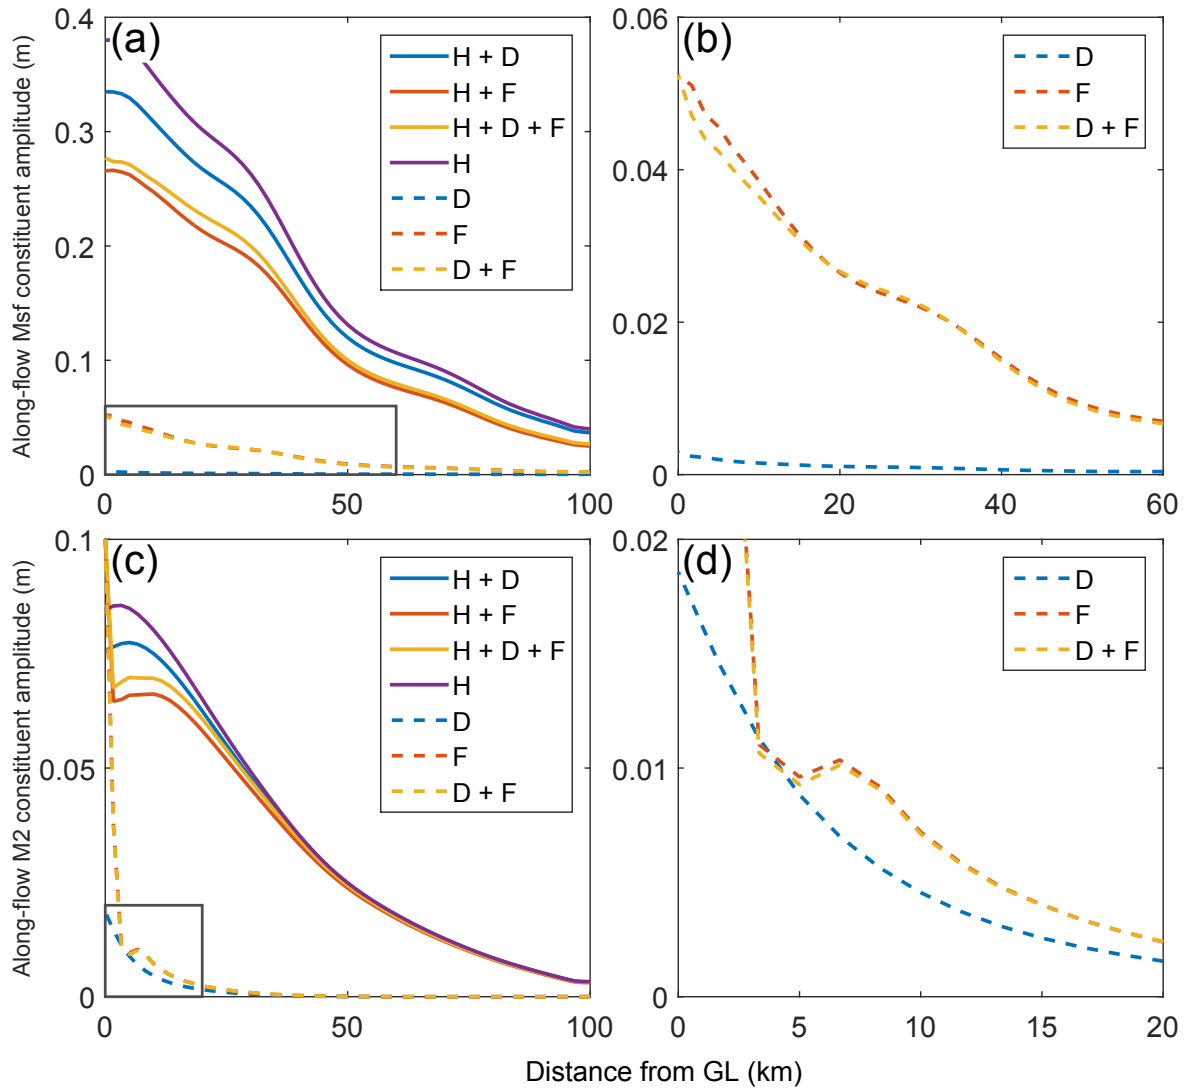 (a)
Along-flow Msf constituent amplitude (m)
0.4
0.3
0.2
0.1
0
0
50
100
H + D
H + F
H + D + F
H
D
F
D + F
(b)
0.06
0.04
0.02
0
0
20
40
60
D
F
D + F
(c)
Along-flow M2 constituent amplitude (m)
0.1
0.05
0
0
50
100
H + D
H + F
H + D + F
H
D
F
D + F
(d)
0.02
0.01
0
0
5
10
15
20
D
F
D + F
Distance from GL (km)